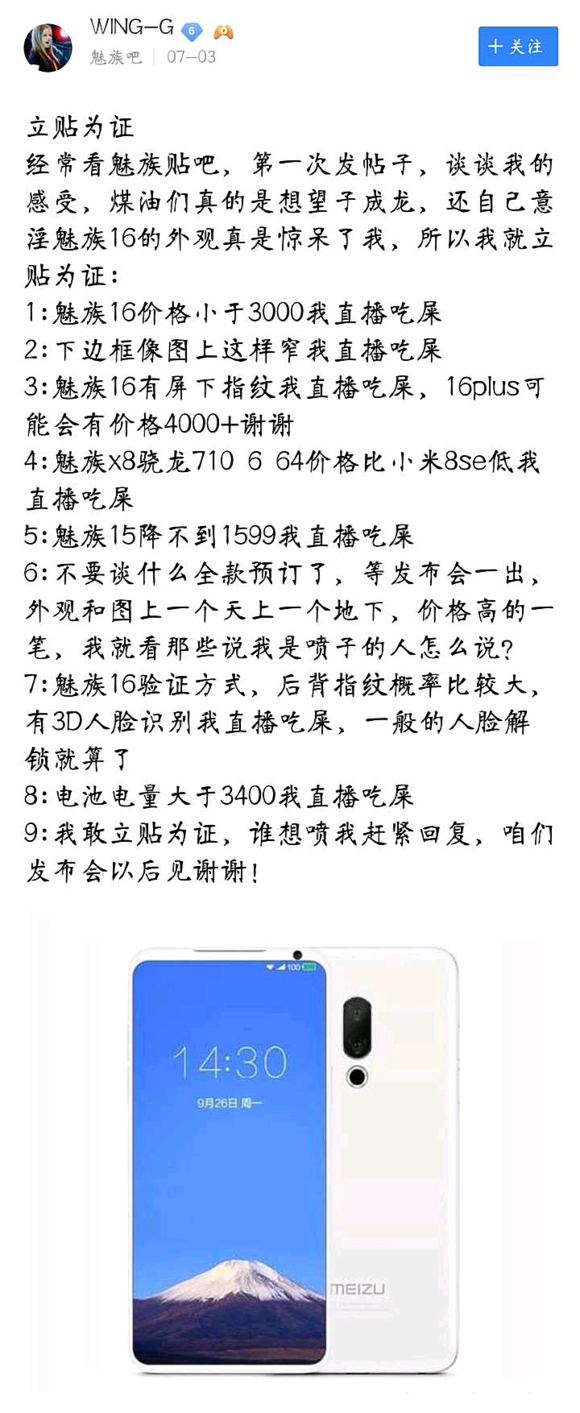 WING-G 6
魅族吧 | 07-03
+关注
立贴为证
经常看魅族贴吧，第一次发帖子，谈谈我的
感受，煤油们真的是想望子成龙，还自己意
淫魅族16的外观真是惊呆了我，所以我就立
贴为证：
1:魅族16价格小于3000我直播吃屎
2:下边框像图上这样窄我直播吃屎
3:魅族16有屏下指纹我直播吃屎，16plus可
能会有价格4000+谢谢
4:魅族x8骁龙710 6 64价格比小米8se低我
直播吃屎
5:魅族15降不到1599我直播吃屎
6:不要谈什么全款预订了，等发布会一出，
外观和图上一个天上一个地下，价格高的一
笔，我就看那些说我是喷子的人怎么说？
7:魅族16验证方式，后背指纹概率比较大，
有3D人脸识别我直播吃屎，一般的人脸解
锁就算了
8:电池电量大于3400我直播吃屎
9:我敢立贴为证，谁想喷我赶紧回复，咱们
发布会以后见谢谢！
100
14:30
9月26日 周一
MEIZU